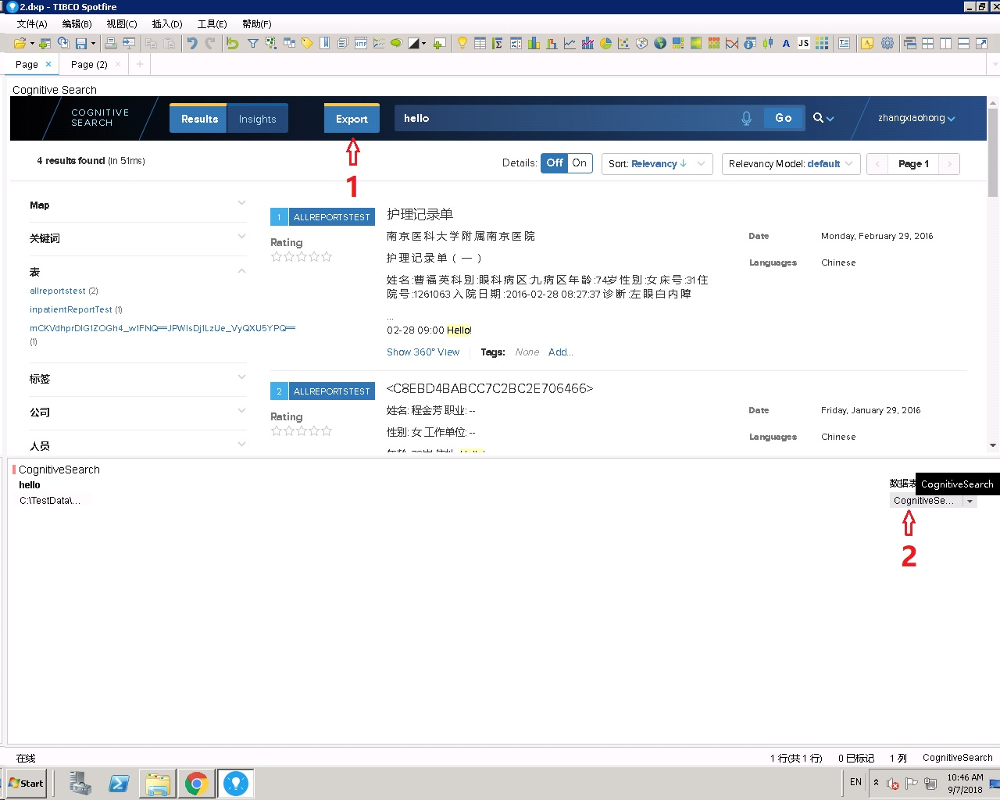 2.dxp - TIBCO Spotfire
文件(A) 编辑(B) 视图(C) 插入(D) 工具(E) 帮助(F)
HTTP
A JS
Page × Page (2) × +
Cognitive Search
COGNITIVE
SEARCH
Results Insights Export hello Go zhangxiaohong
4 results found (in 51ms)
Details: Off On Sort: Relevancy Relevancy Model: default Page 1
1
Map
关键词
表
allreportstest (2)
inpatientReportTest (1)
mCKVdhprDIG1ZOGh4_w1FNQ==JPWIsDj1LzUe_VyQXU5YPQ==
(1)
标签
公司
人员
1 ALLREPORTSTEST
Rating
护理记录单
南京医科大学附属南京医院
护理记录单(一)
姓名:曹福英科别:眼科病区:九病区年龄:74岁性别:女床号:31住
院号:1261063入院日期:2016-02-28 08:27:37诊断:左眼白内障
...
02-28 09:00 Hello!
Show 360° View Tags: None Add...
Date Monday, February 29, 2016
Languages Chinese
2 ALLREPORTSTEST
Rating
<C8EBD4BABCC7C2BC2E706466>
姓名: 程金芳 职业: --
性别: 女 工作单位: --
Date Friday, January 29, 2016
Languages Chinese
CognitiveSearch
hello
C:\TestData\...
数据表
CognitiveSearch
CognitiveSe...
2
在线
1 行(共 1 行) 0 已标记 1 列 CognitiveSearch
Start
EN
10:46 AM
9/7/2018